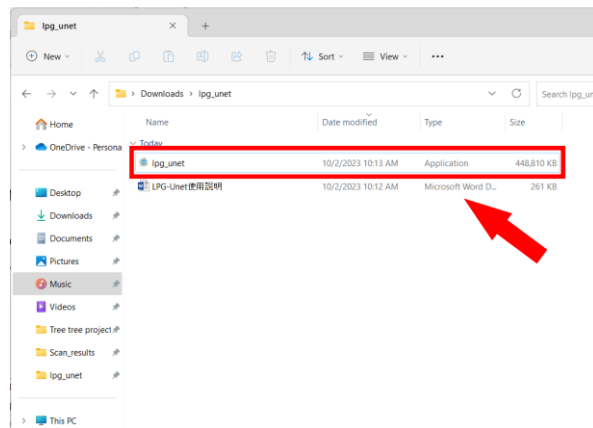 lpg_unet
New
Sort
View
Downloads
lpg_unet
Search lpg_un
Name
Date modified
Type
Size
Today
lpg_unet
10/2/2023 10:13 AM
Application
448,810 KB
LPG-Unet使用說明
10/2/2023 10:12 AM
Microsoft Word D...
261 KB
Home
OneDrive - Persona
Desktop
Downloads
Documents
Pictures
Music
Videos
Tree tree project
Scan_results
lpg_unet
This PC